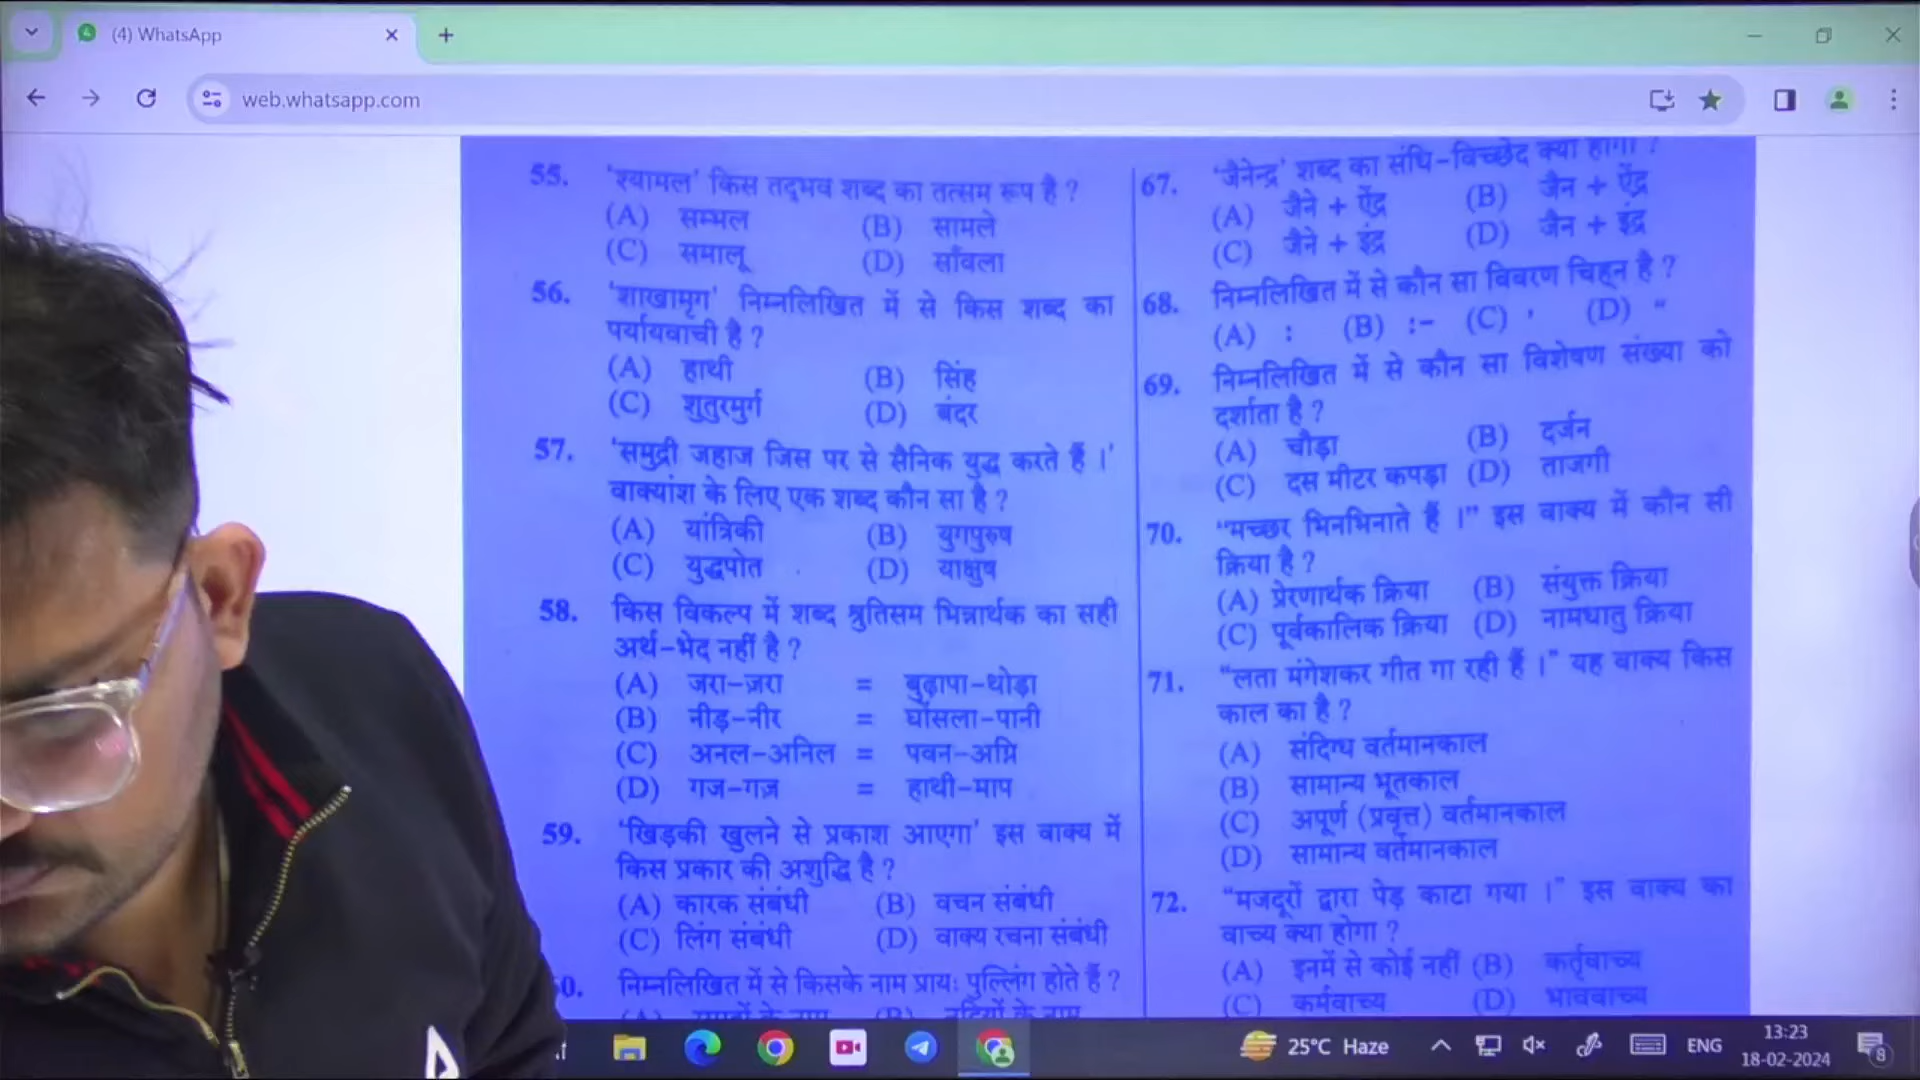 (4) WhatsApp
web.whatsapp.com
55. 'श्यामल' किस तद्भव शब्द का तत्सम रूप है ?
(A) सम्भल (B) सामले
(C) समालू (D) साँवला
56. 'शाखामृग' निम्नलिखित में से किस शब्द का
पर्यायवाची है ?
(A) हाथी (B) सिंह
(C) शुतुरमुर्ग (D) बंदर
57. 'समुद्री जहाज जिस पर से सैनिक युद्ध करते हैं ।'
वाक्यांश के लिए एक शब्द कौन सा है ?
(A) यांत्रिकी (B) युगपुरुष
(C) युद्धपोत (D) याक्षुष
58. किस विकल्प में शब्द श्रुतिसम भिन्नार्थक का सही
अर्थ-भेद नहीं है ?
(A) जरा-ज़रा = बुढ़ापा-थोड़ा
(B) नीड़-नीर = घोंसला-पानी
(C) अनल-अनिल = पवन-अग्नि
(D) गज-गज़ = हाथी-माप
59. 'खिड़की खुलने से प्रकाश आएगा' इस वाक्य में
किस प्रकार की अशुद्धि है ?
(A) कारक संबंधी (B) वचन संबंधी
(C) लिंग संबंधी (D) वाक्य रचना संबंधी
0. निम्नलिखित में से किसके नाम प्रायः पुल्लिंग होते हैं ?
67. 'जैनेन्द्र' शब्द का संधि-विच्छेद क्या होगा ?
(A) जैने + ऐंद्र (B) जैन + ऐंद्र
(C) जैने + इंद्र (D) जैन + इंद्र
68. निम्नलिखित में से कौन सा विवरण चिह्न है ?
(A) : (B) :- (C) ' (D) "
69. निम्नलिखित में से कौन सा विशेषण संख्या को
दर्शाता है ?
(A) चौड़ा (B) दर्जन
(C) दस मीटर कपड़ा (D) ताजगी
70. "मच्छर भिनभिनाते हैं ।" इस वाक्य में कौन सी
क्रिया है ?
(A) प्रेरणार्थक क्रिया (B) संयुक्त क्रिया
(C) पूर्वकालिक क्रिया (D) नामधातु क्रिया
71. "लता मंगेशकर गीत गा रही हैं ।" यह वाक्य किस
काल का है ?
(A) संदिग्ध वर्तमानकाल
(B) सामान्य भूतकाल
(C) अपूर्ण (प्रवृत्त) वर्तमानकाल
(D) सामान्य वर्तमानकाल
72. "मजदूरों द्वारा पेड़ काटा गया ।" इस वाक्य का
वाच्य क्या होगा ?
(A) इनमें से कोई नहीं (B) कर्तृवाच्य
(C) कर्मवाच्य (D) भाववाच्य
25°C Haze
ENG
13:23
18-02-2024
8